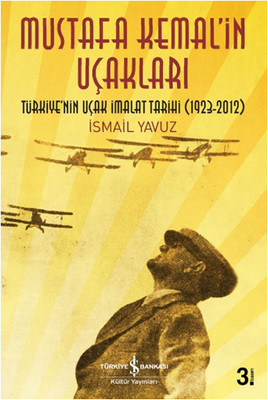 MUSTAFA KEMAL'İN
UÇAKLARI
TÜRKİYE'NİN UÇAK İMALAT TARİHİ (1923-2012)
İSMAİL YAVUZ
TÜRKİYE İŞ BANKASI
Kültür Yayınları
3.